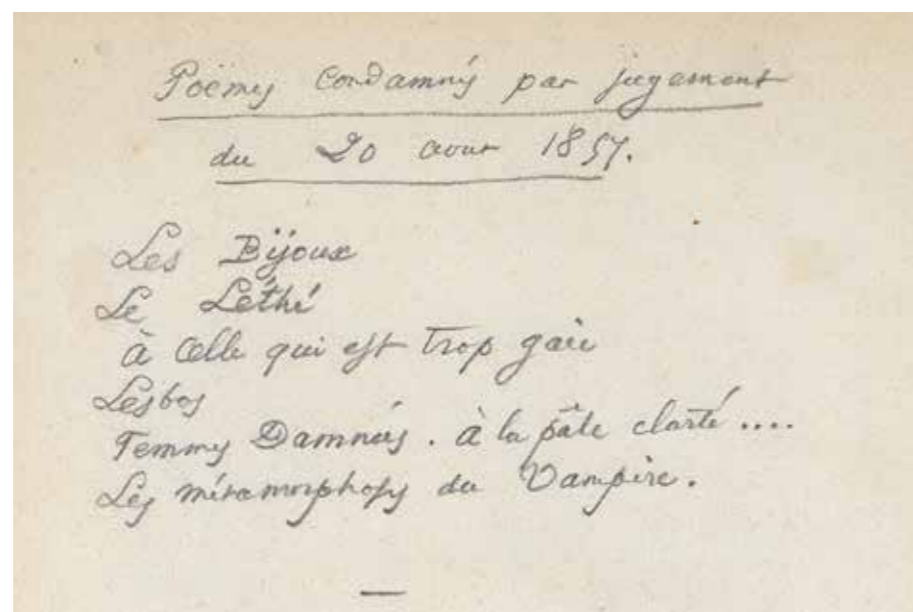 Poëmes Condamnés par jugement
du 20 aout 1857.
Les Bijoux
Le Léthé
à Celle qui est trop gaie
Lesbos
Femmes Damnées. à la pâle clarté ....
Les métamorphoses du Vampire.